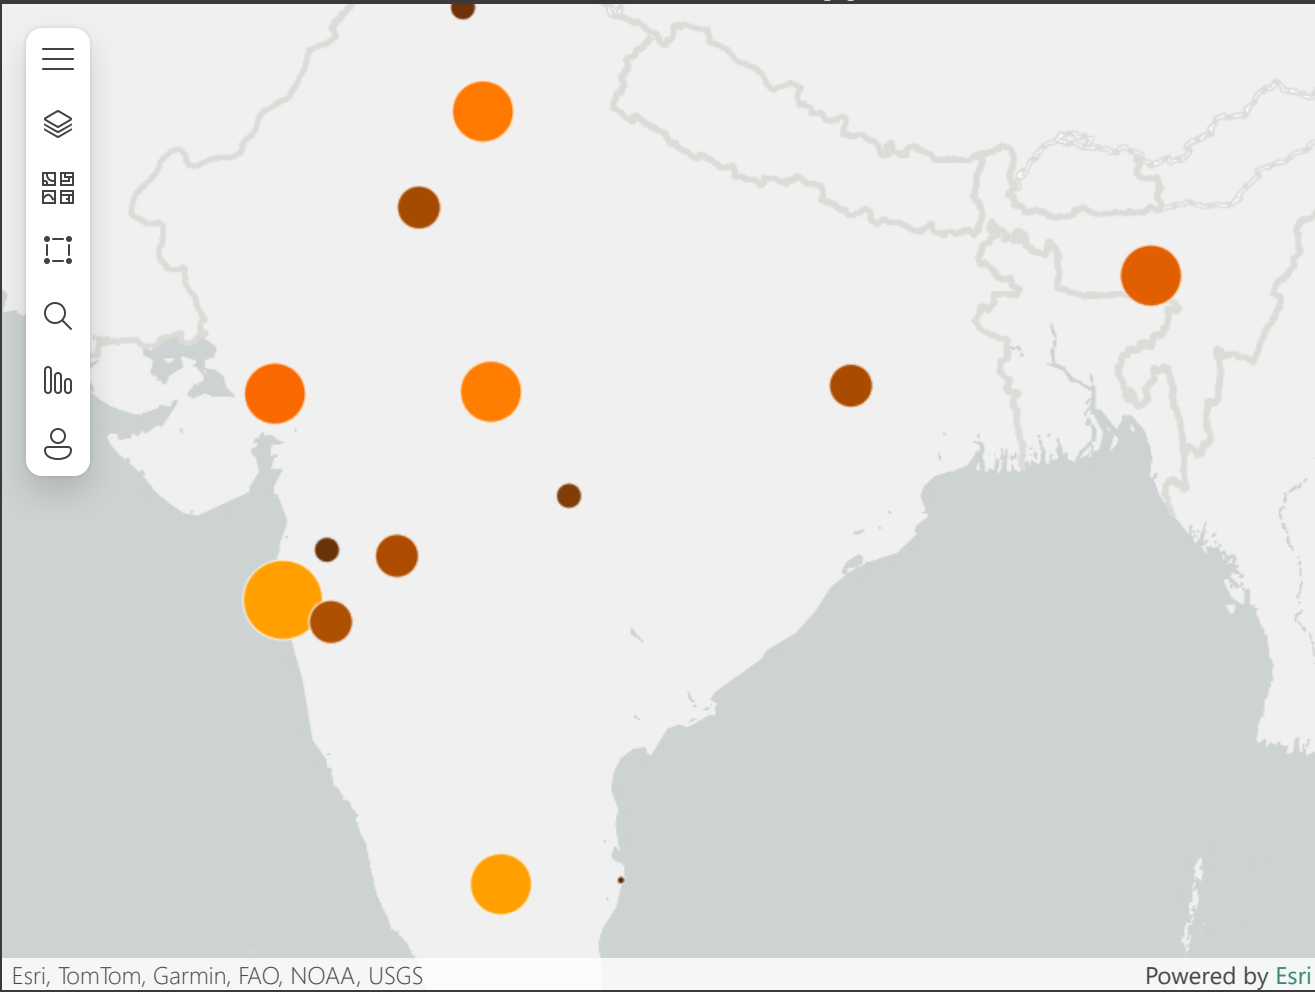 Esri, TomTom, Garmin, FAO, NOAA, USGS
Powered by Esri